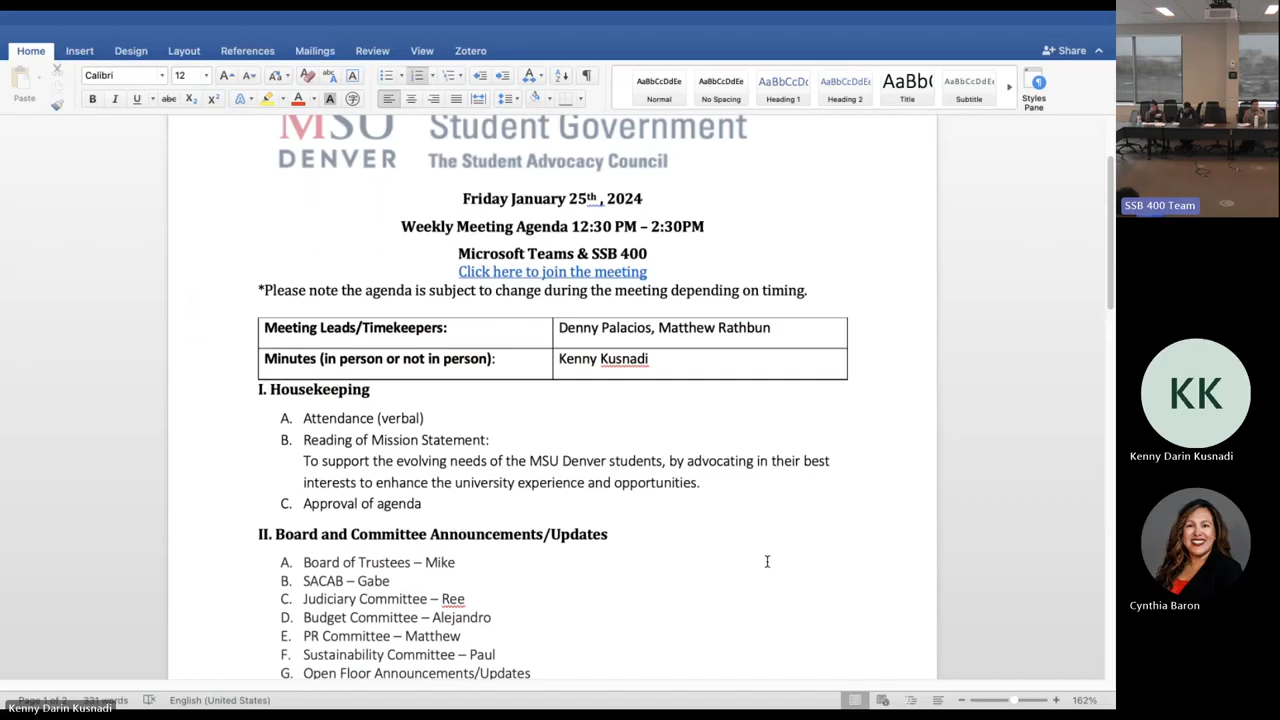 Home Insert Design Layout References Mailings Review View Zotero Share
Paste Calibri 12 AaBbCcDdEe AaBbCcDdEe AaBbCcDc AaBbCcDdEe AaBb( AaBbCcDdEe
Normal No Spacing Heading 1 Heading 2 Title Subtitle Styles Pane
MSU DENVER
Student Government
The Student Advocacy Council
Friday January 25th, 2024
Weekly Meeting Agenda 12:30 PM – 2:30PM
Microsoft Teams & SSB 400
Click here to join the meeting
*Please note the agenda is subject to change during the meeting depending on timing.
Meeting Leads/Timekeepers: Denny Palacios, Matthew Rathbun
Minutes (in person or not in person): Kenny Kusnadi
I. Housekeeping
A. Attendance (verbal)
B. Reading of Mission Statement:
To support the evolving needs of the MSU Denver students, by advocating in their best
interests to enhance the university experience and opportunities.
C. Approval of agenda
II. Board and Committee Announcements/Updates
A. Board of Trustees – Mike
B. SACAB – Gabe
C. Judiciary Committee – Ree
D. Budget Committee – Alejandro
E. PR Committee – Matthew
F. Sustainability Committee – Paul
G. Open Floor Announcements/Updates
Page 1 of 2 331 words English (United States) 162%
Kenny Darin Kusnadi
SSB 400 Team
KK
Kenny Darin Kusnadi
Cynthia Baron